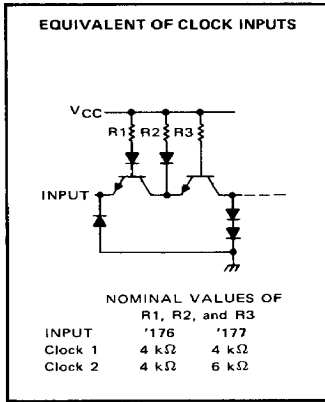 EQUIVALENT OF CLOCK INPUTS
VCC
R1 R2 R3
INPUT
NOMINAL VALUES OF
R1, R2, and R3
INPUT '176 '177
Clock 1 4 kΩ 4 kΩ
Clock 2 4 kΩ 6 kΩ